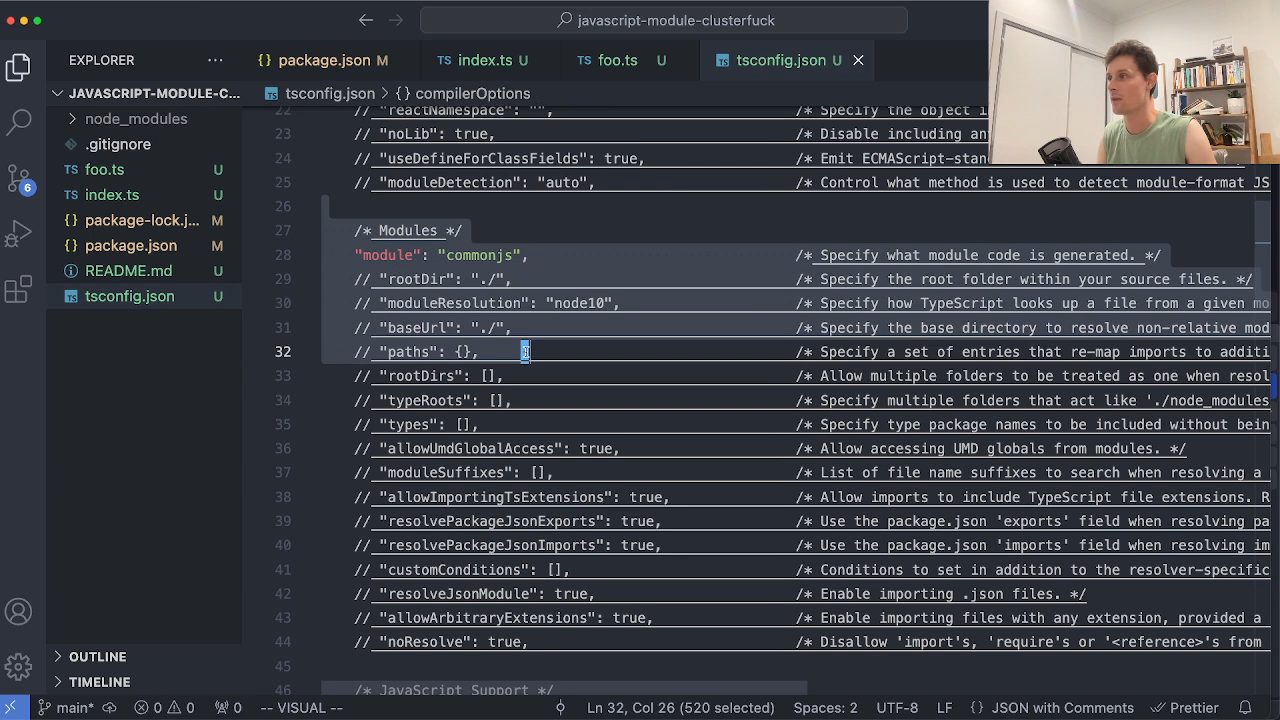 javascript-module-clusterfuck
EXPLORER
package.json M
index.ts U
foo.ts U
tsconfig.json U
JAVASCRIPT-MODULE-C...
tsconfig.json > {} compilerOptions
node_modules
.gitignore
foo.ts U
index.ts U
package-lock.j... M
package.json M
README.md U
tsconfig.json U
6
22 // "reactNamespace": "", /* Specify the object i
23 // "noLib": true, /* Disable including an
24 // "useDefineForClassFields": true, /* Emit ECMAScript-stan
25 // "moduleDetection": "auto", /* Control what method is used to detect module-format JS
26
27 /* Modules */
28 "module": "commonjs", /* Specify what module code is generated. */
29 // "rootDir": "./", /* Specify the root folder within your source files. */
30 // "moduleResolution": "node10", /* Specify how TypeScript looks up a file from a given mo
31 // "baseUrl": "./", /* Specify the base directory to resolve non-relative mod
32 // "paths": {}, /* Specify a set of entries that re-map imports to additi
33 // "rootDirs": [], /* Allow multiple folders to be treated as one when resol
34 // "typeRoots": [], /* Specify multiple folders that act like './node_modules
35 // "types": [], /* Specify type package names to be included without bein
36 // "allowUmdGlobalAccess": true, /* Allow accessing UMD globals from modules. */
37 // "moduleSuffixes": [], /* List of file name suffixes to search when resolving a
38 // "allowImportingTsExtensions": true, /* Allow imports to include TypeScript file extensions. R
39 // "resolvePackageJsonExports": true, /* Use the package.json 'exports' field when resolving pa
40 // "resolvePackageJsonImports": true, /* Use the package.json 'imports' field when resolving im
41 // "customConditions": [], /* Conditions to set in addition to the resolver-specific
42 // "resolveJsonModule": true, /* Enable importing .json files. */
43 // "allowArbitraryExtensions": true, /* Enable importing files with any extension, provided a
44 // "noResolve": true, /* Disallow 'import's, 'require's or '<reference>'s from
45
46 /* JavaScript Support */
OUTLINE
TIMELINE
main* 0 0 0 -- VISUAL -- Ln 32, Col 26 (520 selected) Spaces: 2 UTF-8 LF {} JSON with Comments Prettier